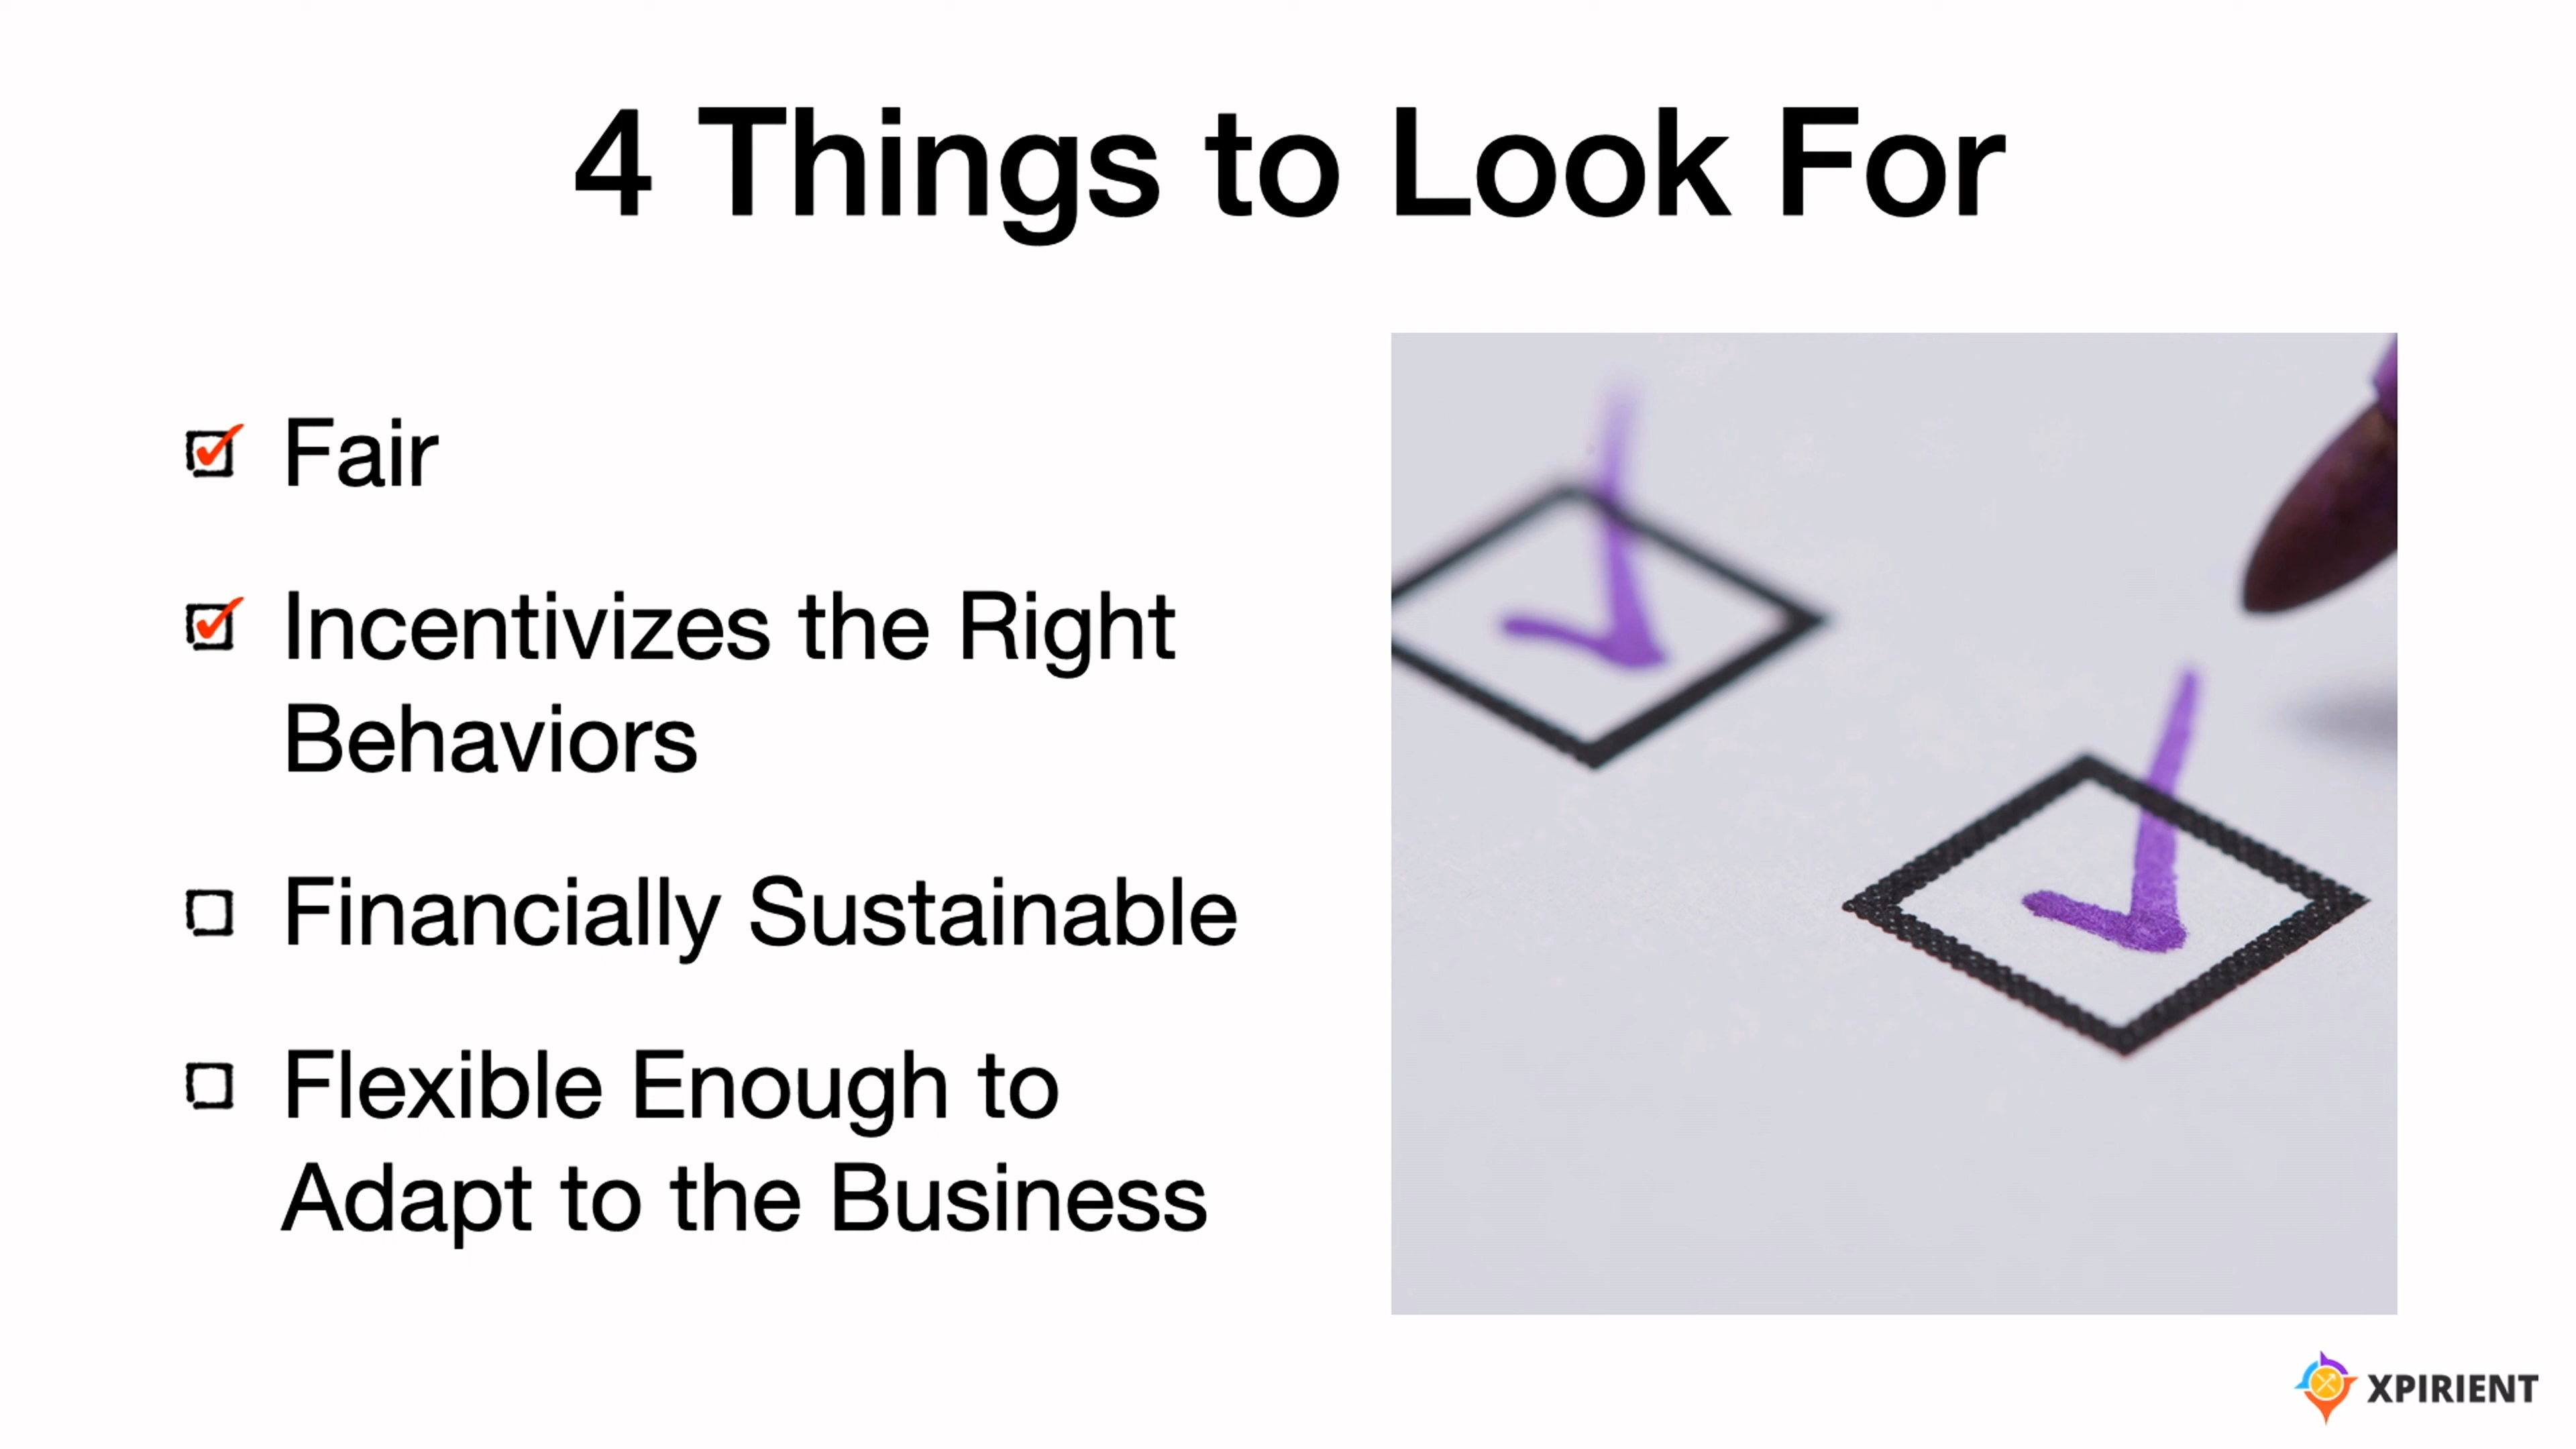 4 Things to Look For
Fair
Incentivizes the Right
Behaviors
Financially Sustainable
Flexible Enough to
Adapt to the Business
XPIRIENT